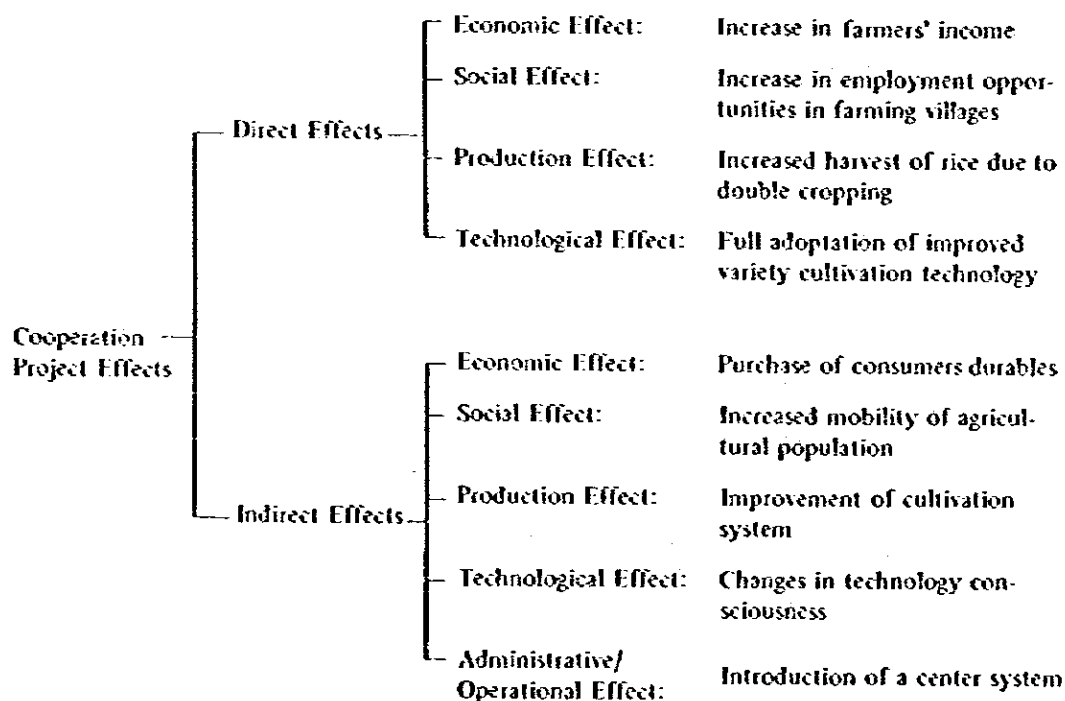 Economic Effect: Increase in farmers' income
Social Effect: Increase in employment oppor-
tunities in farming villages
Direct Effects
Production Effect: Increased harvest of rice due to
double cropping
Technological Effect: Full adoptation of improved
variety cultivation technology
Cooperation
Project Effects
Economic Effect: Purchase of consumers durables
Social Effect: Increased mobility of agricul-
tural population
Indirect Effects
Production Effect: Improvement of cultivation
system
Technological Effect: Changes in technology con-
sciousness
Administrative/
Operational Effect: Introduction of a center system